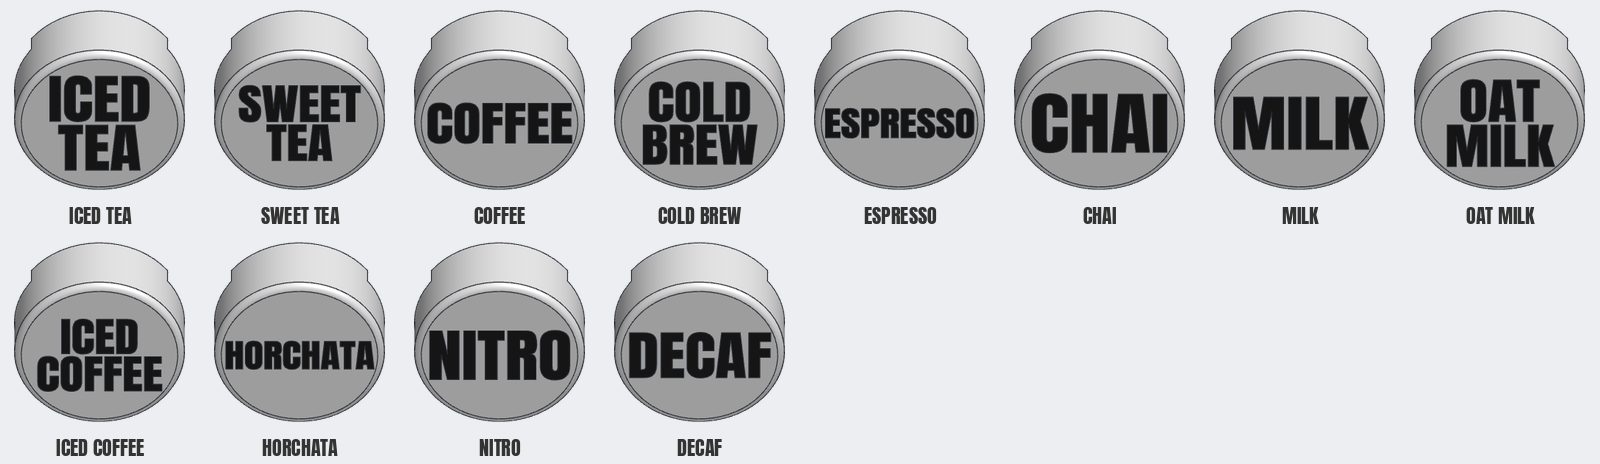 ICED
TEA
SWEET
TEA
COFFEE
COLD
BREW
ESPRESSO
CHAI
MILK
OAT
MILK
ICED TEA
SWEET TEA
COFFEE
COLD BREW
ESPRESSO
CHAI
MILK
OAT MILK
ICED
COFFEE
HORCHATA
NITRO
DECAF
ICED COFFEE
HORCHATA
NITRO
DECAF